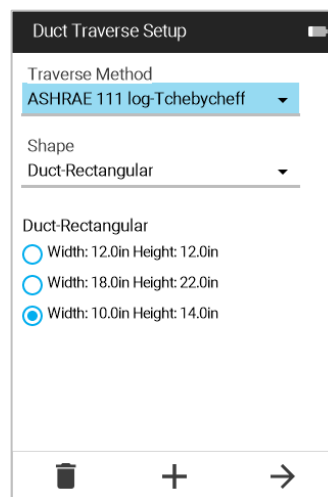 Duct Traverse Setup
Traverse Method
ASHRAE 111 log-Tchebycheff
Shape
Duct-Rectangular
Duct-Rectangular
Width: 12.0in Height: 12.0in
Width: 18.0in Height: 22.0in
Width: 10.0in Height: 14.0in